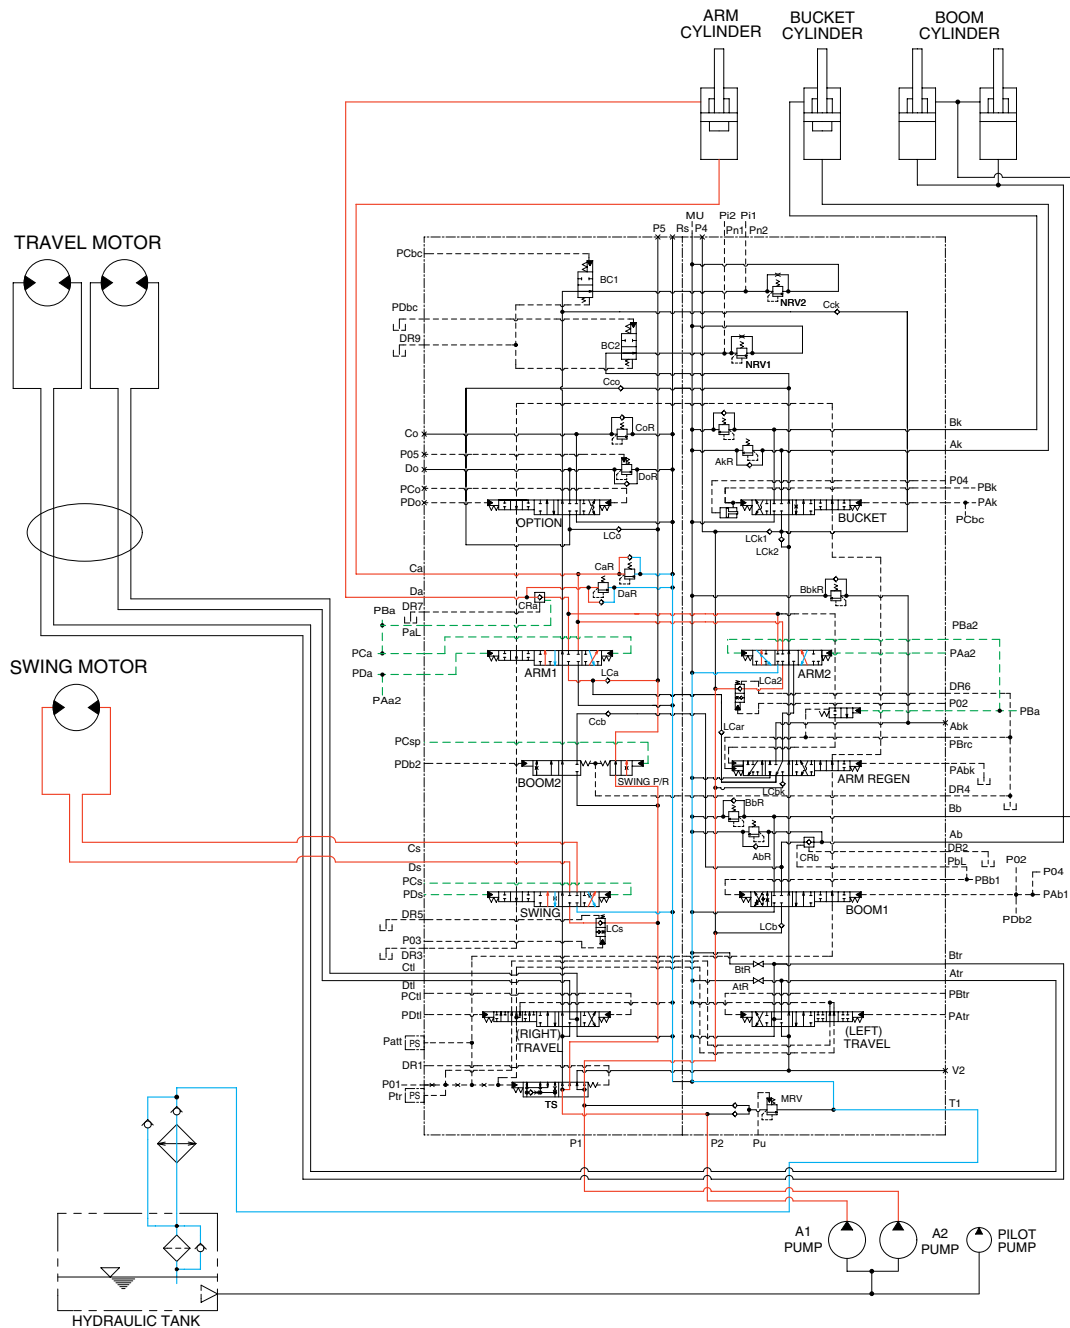 ARM
CYLINDER
BUCKET
CYLINDER
BOOM
CYLINDER
TRAVEL MOTOR
SWING MOTOR
P5
Rs
MU
P4
Pi2
Pn1
Pi1
Pn2
PCbc
BC1
NRV2
Cck
PDbc
DR9
BC2
NRV1
Cco
Co
CoR
Bk
Ak
AkR
P05
Do
DoR
PCo
PDo
OPTION
LCo
P04
PBk
PAk
PCbc
BUCKET
LCk1
LCk2
Ca
CaR
Da
DaR
CRa
BbkR
DR7
PBa
PaL
PCa
PDa
PAa2
ARM1
LCa
PBa2
PAa2
ARM2
LCa2
DR6
P02
PBa
Abk
LCar
Ccb
PCsp
PDb2
BOOM2
SWING P/R
PBrc
PAbk
ARM REGEN
LCbk
DR4
Bb
BbR
Ab
AbR
CRb
DR2
PbL
P02
P04
PBb1
PAb1
PDb2
Cs
Ds
PCs
PDs
SWING
BOOM1
DR5
LCs
LCb
P03
DR3
Ctl
Btr
BtR
Atr
AtR
Dtl
PCtl
PBtr
PDtl
PAtr
(RIGHT)
TRAVEL
(LEFT)
TRAVEL
Patt
PS
DR1
V2
P01
Ptr
PS
TS
MRV
T1
P1
P2
Pu
A1
PUMP
A2
PUMP
PILOT
PUMP
HYDRAULIC TANK